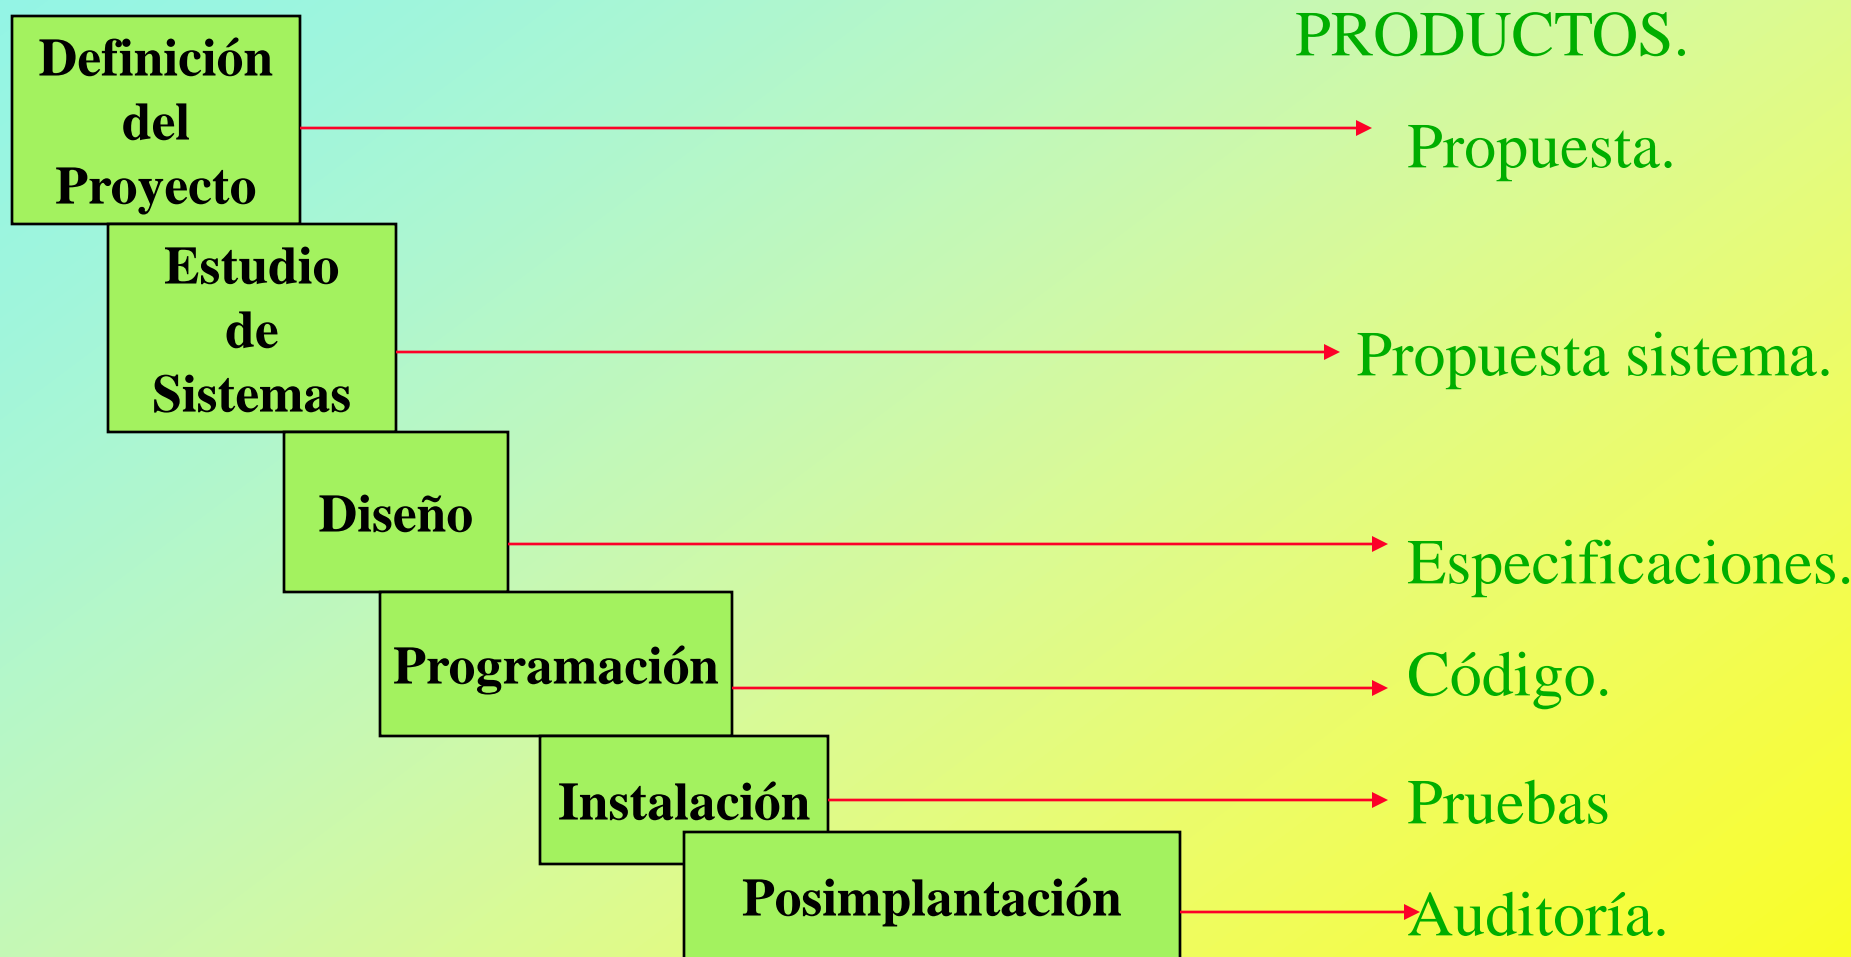 PRODUCTOS.
Definición
del
Proyecto
Propuesta.
Estudio
de
Sistemas
Propuesta sistema.
Diseño
Especificaciones.
Programación
Código.
Instalación
Pruebas
Posimplantación
Auditoría.